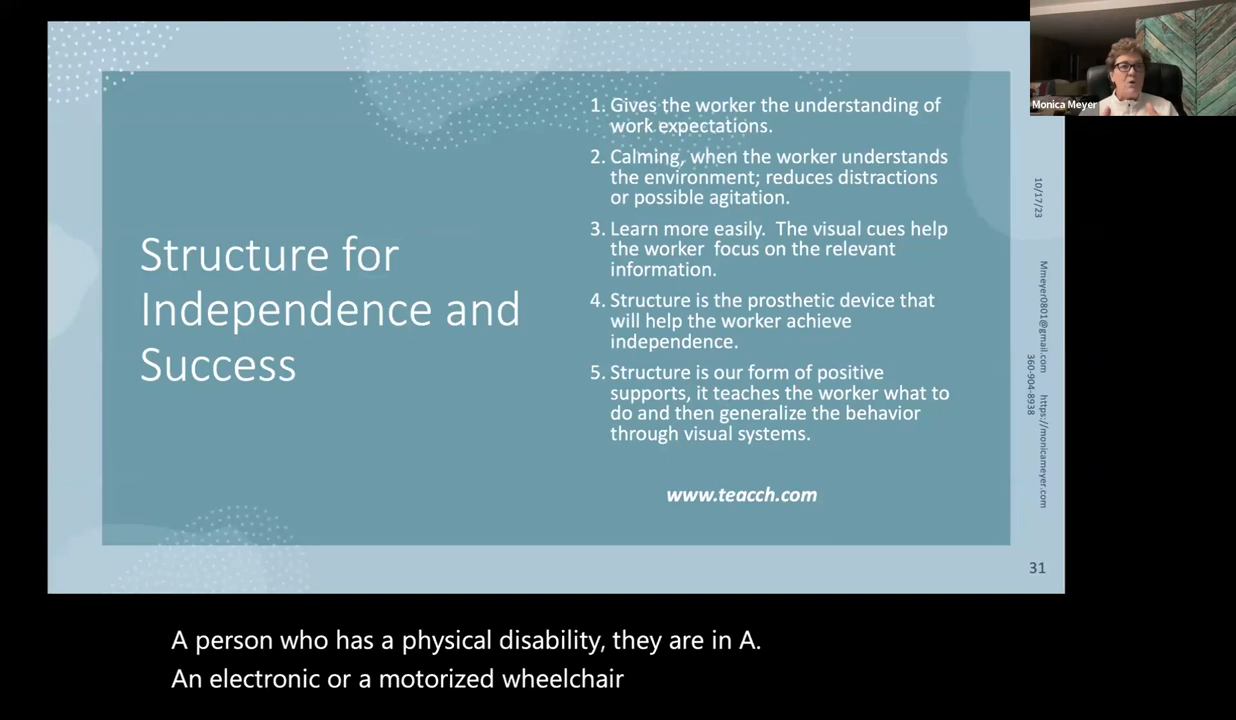 Structure for
Independence and
Success
1. Gives the worker the understanding of
work expectations.
2. Calming, when the worker understands
the environment; reduces distractions
or possible agitation.
3. Learn more easily.  The visual cues help
the worker  focus on the relevant
information.
4. Structure is the prosthetic device that
will help the worker achieve
independence.
5. Structure is our form of positive
supports, it teaches the worker what to
do and then generalize the behavior
through visual systems.
www.teacch.com
Monica Meyer
10/17/23
Mmeyer0801@gmail.com https://monicameyer.com
360-904-8938
31
A person who has a physical disability, they are in A.
An electronic or a motorized wheelchair